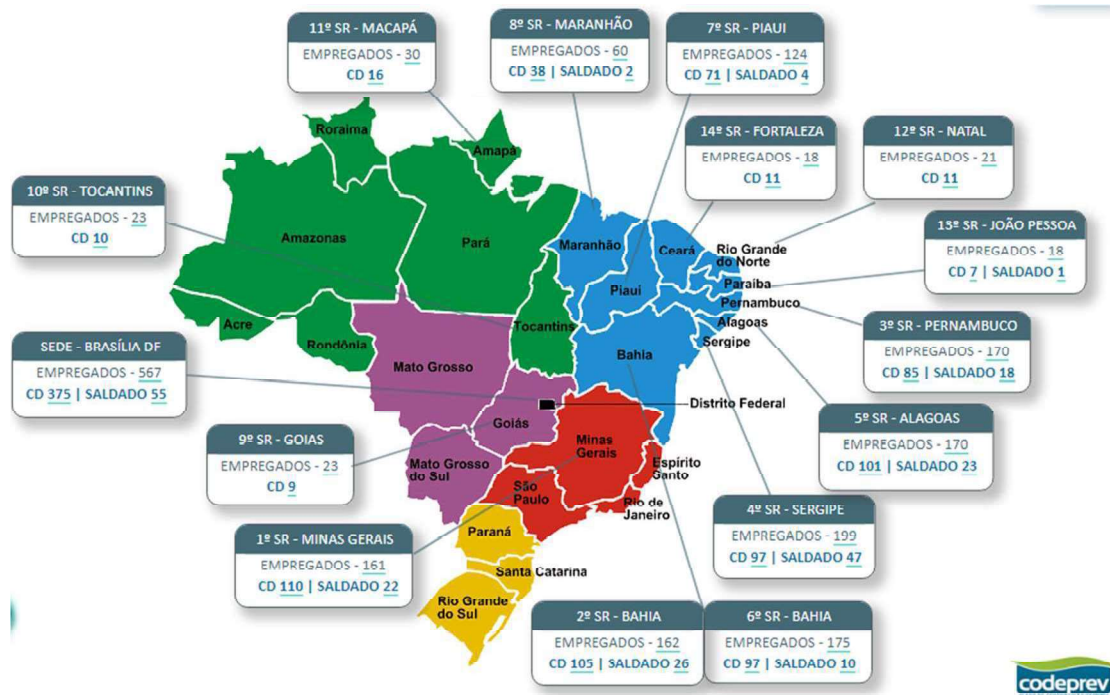 11º SR - MACAPÁ
EMPREGADOS - 30
CD 16
8º SR - MARANHÃO
EMPREGADOS - 60
CD 38 | SALDADO 2
7º SR - PIAUI
EMPREGADOS - 124
CD 71 | SALDADO 4
14º SR - FORTALEZA
EMPREGADOS - 18
CD 11
12º SR - NATAL
EMPREGADOS - 21
CD 11
10º SR - TOCANTINS
EMPREGADOS - 23
CD 10
15º SR - JOÃO PESSOA
EMPREGADOS - 18
CD 7 | SALDADO 1
SEDE - BRASÍLIA DF
EMPREGADOS - 567
CD 375 | SALDADO 55
3º SR - PERNAMBUCO
EMPREGADOS - 170
CD 85 | SALDADO 18
9º SR - GOIAS
EMPREGADOS - 23
CD 9
5º SR - ALAGOAS
EMPREGADOS - 170
CD 101 | SALDADO 23
1º SR - MINAS GERAIS
EMPREGADOS - 161
CD 110 | SALDADO 22
4º SR - SERGIPE
EMPREGADOS - 199
CD 97 | SALDADO 47
2º SR - BAHIA
EMPREGADOS - 162
CD 105 | SALDADO 26
6º SR - BAHIA
EMPREGADOS - 175
CD 97 | SALDADO 10
Roraima
Amapá
Amazonas
Pará
Maranhão
Ceará
Rio Grande
do Norte
Paraíba
Piaui
Pernambuco
Acre
Rondônia
Tocantins
Alagoas
Sergipe
Mato Grosso
Bahia
Distrito Federal
Goiás
Minas
Gerais
Mato Grosso
do Sul
Espírito
Santo
São
Paulo
Rio de
Janeiro
Paraná
Santa Catarina
Rio Grande
do Sul
codeprev